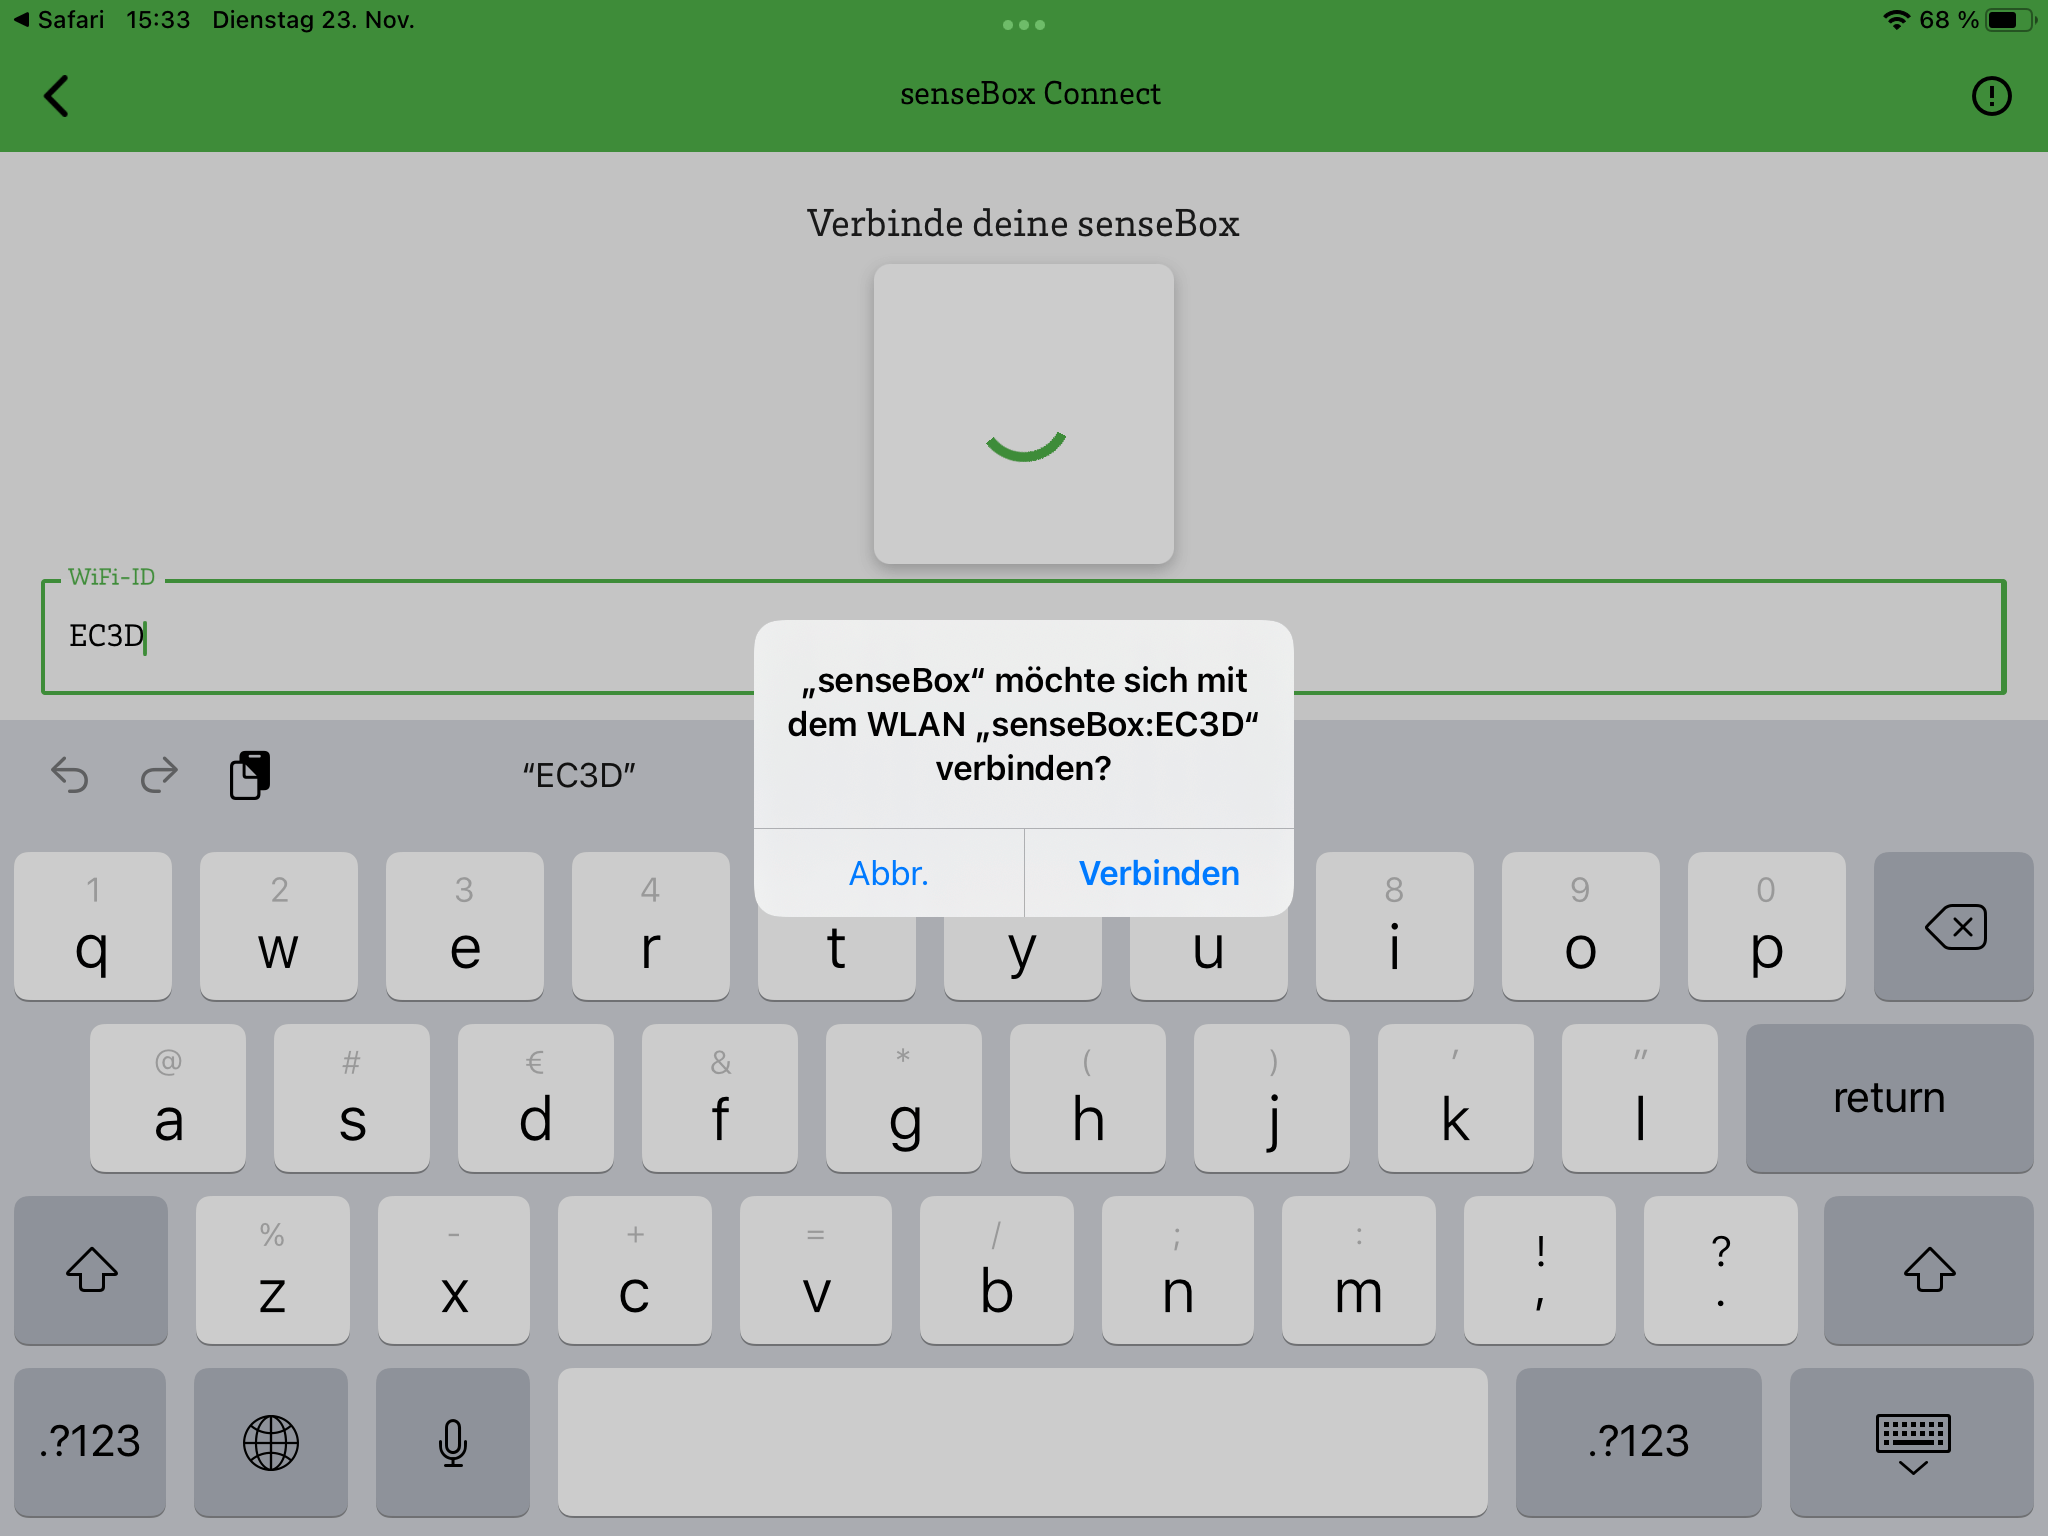 ◀ Safari 15:33 Dienstag 23. Nov. 68 %
senseBox Connect
Verbinde deine senseBox
WiFi-ID
EC3D
„senseBox“ möchte sich mit
dem WLAN „senseBox:EC3D“
verbinden?
Abbr. Verbinden
“EC3D”
1 2 3 4 8 9 0
q w e r t y u i o p
@ # € & * ( ) ' "
a s d f g h j k l return
% - + = / ; : ! ?
z x c v b n m , .
.?123 .?123